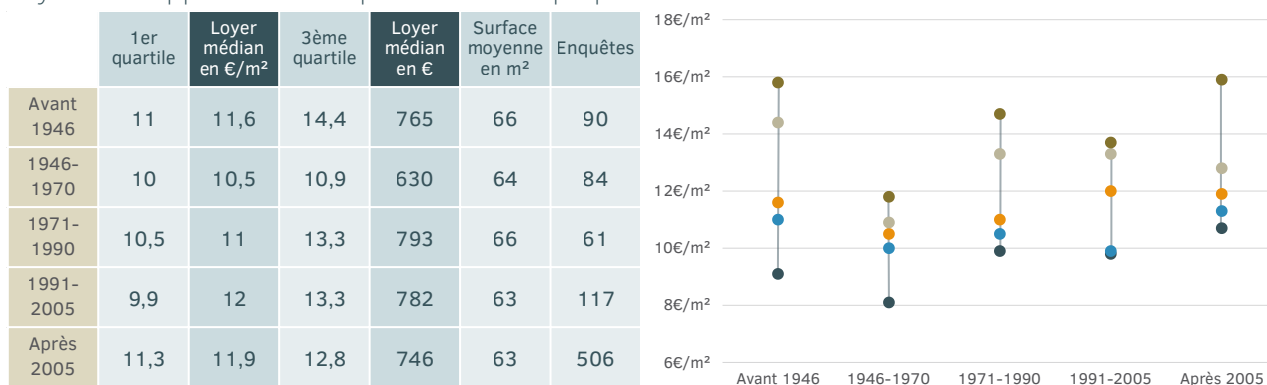 1er quartile
Loyer médian en €/m²
3ème quartile
Loyer médian en €
Surface moyenne en m²
Enquêtes
Avant 1946
11
11,6
14,4
765
66
90
1946-1970
10
10,5
10,9
630
64
84
1971-1990
10,5
11
13,3
793
66
61
1991-2005
9,9
12
13,3
782
63
117
Après 2005
11,3
11,9
12,8
746
63
506
18€/m²
16€/m²
14€/m²
12€/m²
10€/m²
8€/m²
6€/m²
Avant 1946
1946-1970
1971-1990
1991-2005
Après 2005